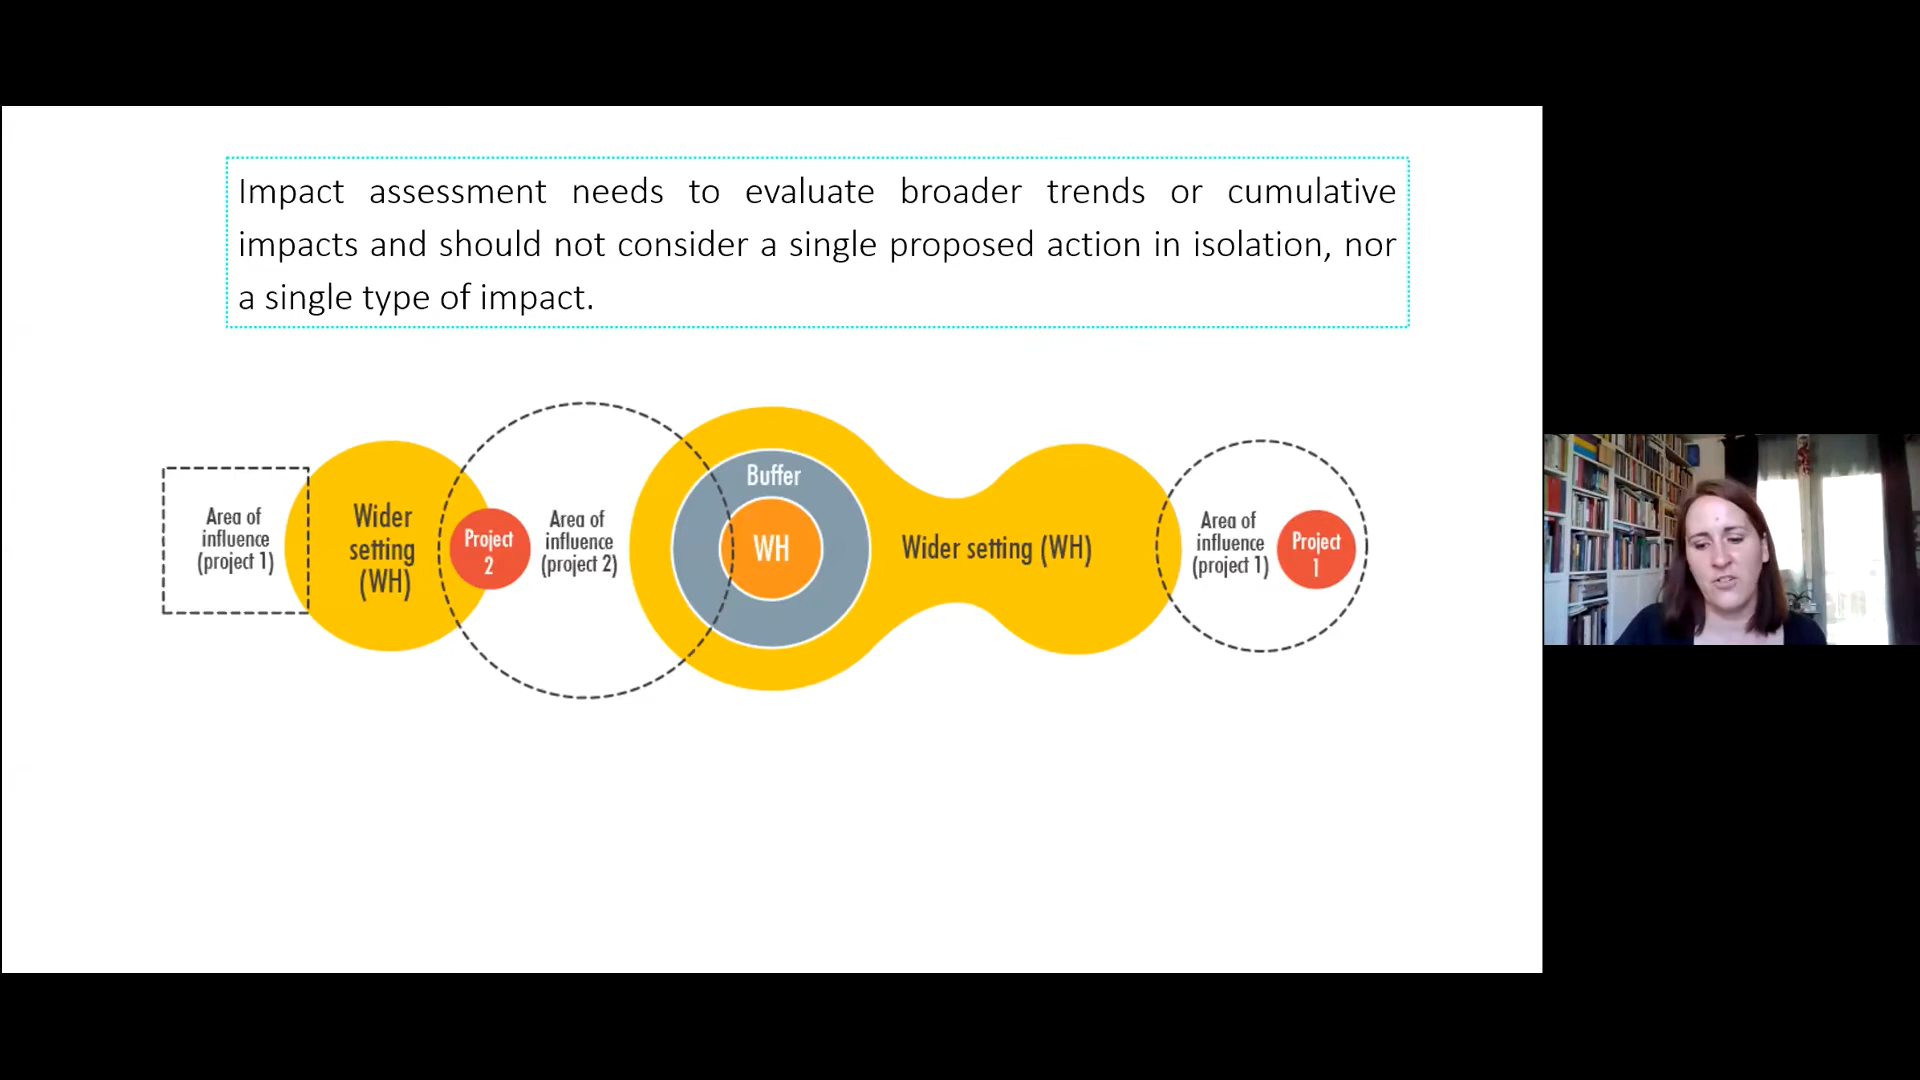 Impact assessment needs to evaluate broader trends or cumulative
impacts and should not consider a single proposed action in isolation, nor
a single type of impact.
Area of
influence
(project 1)
Wider
setting
(WH)
Project
2
Area of
influence
(project 2)
Buffer
WH
Wider setting (WH)
Area of
influence
(project 1)
Project
1